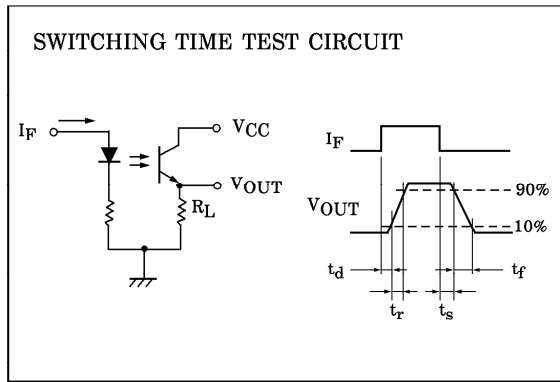 SWITCHING TIME TEST CIRCUIT
IF
VCC
VOUT
RL
IF
VOUT
90%
10%
td
tr
ts
tf